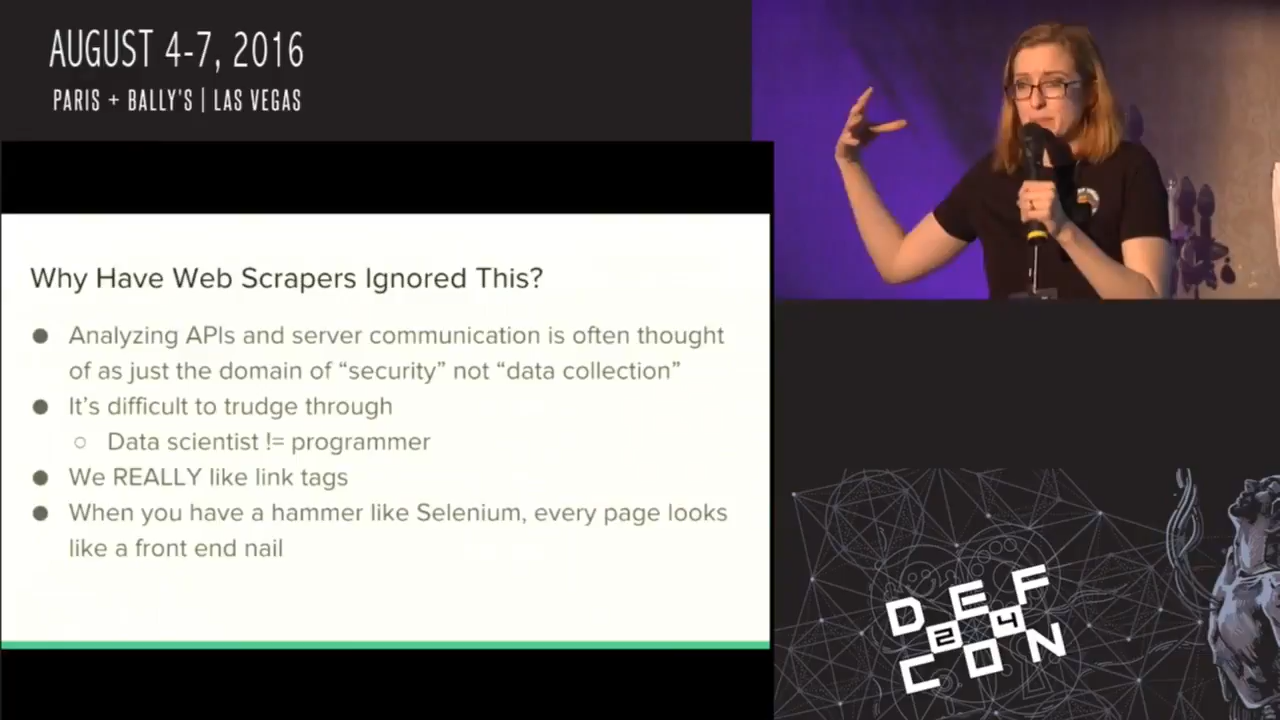 AUGUST 4-7, 2016
PARIS + BALLY'S | LAS VEGAS
Why Have Web Scrapers Ignored This?
● Analyzing APIs and server communication is often thought
of as just the domain of “security” not “data collection”
● It’s difficult to trudge through
○ Data scientist != programmer
● We REALLY like link tags
● When you have a hammer like Selenium, every page looks
like a front end nail
DEF
24
CON